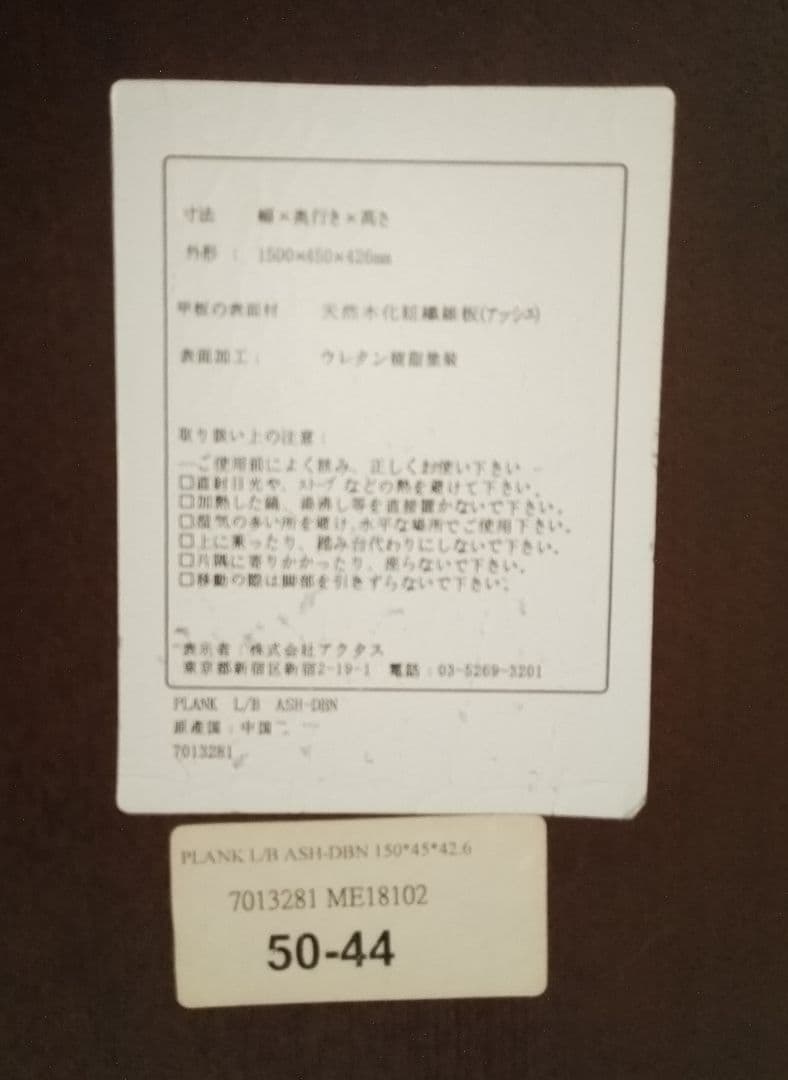 寸法 幅×奥行き×高さ
外形 : 1500×450×426mm
甲板の表面材 天然木化粧繊維板(アッシュ)
表面加工: ウレタン樹脂塗装
取り扱い上の注意:
―ご使用前によく読み、正しくお使い下さい―
□直射日光や、ストーブなどの熱を避けて下さい。
□加熱した鍋、湯沸し等を直接置かないで下さい。
□湿気の多い所を避け、水平な場所でご使用下さい。
□上に乗ったり、踏み台代わりにしないで下さい。
□片隅に寄りかかったり、座らないで下さい。
□移動の際は脚部を引きずらないで下さい。
表示者:株式会社アクタス
東京都新宿区新宿2-19-1 電話:03-5269-3201
PLANK L/B ASH-DBN
原産国:中国
7013281
PLANK L/B ASH-DBN 150*45*42.6
7013281 ME18102
50-44